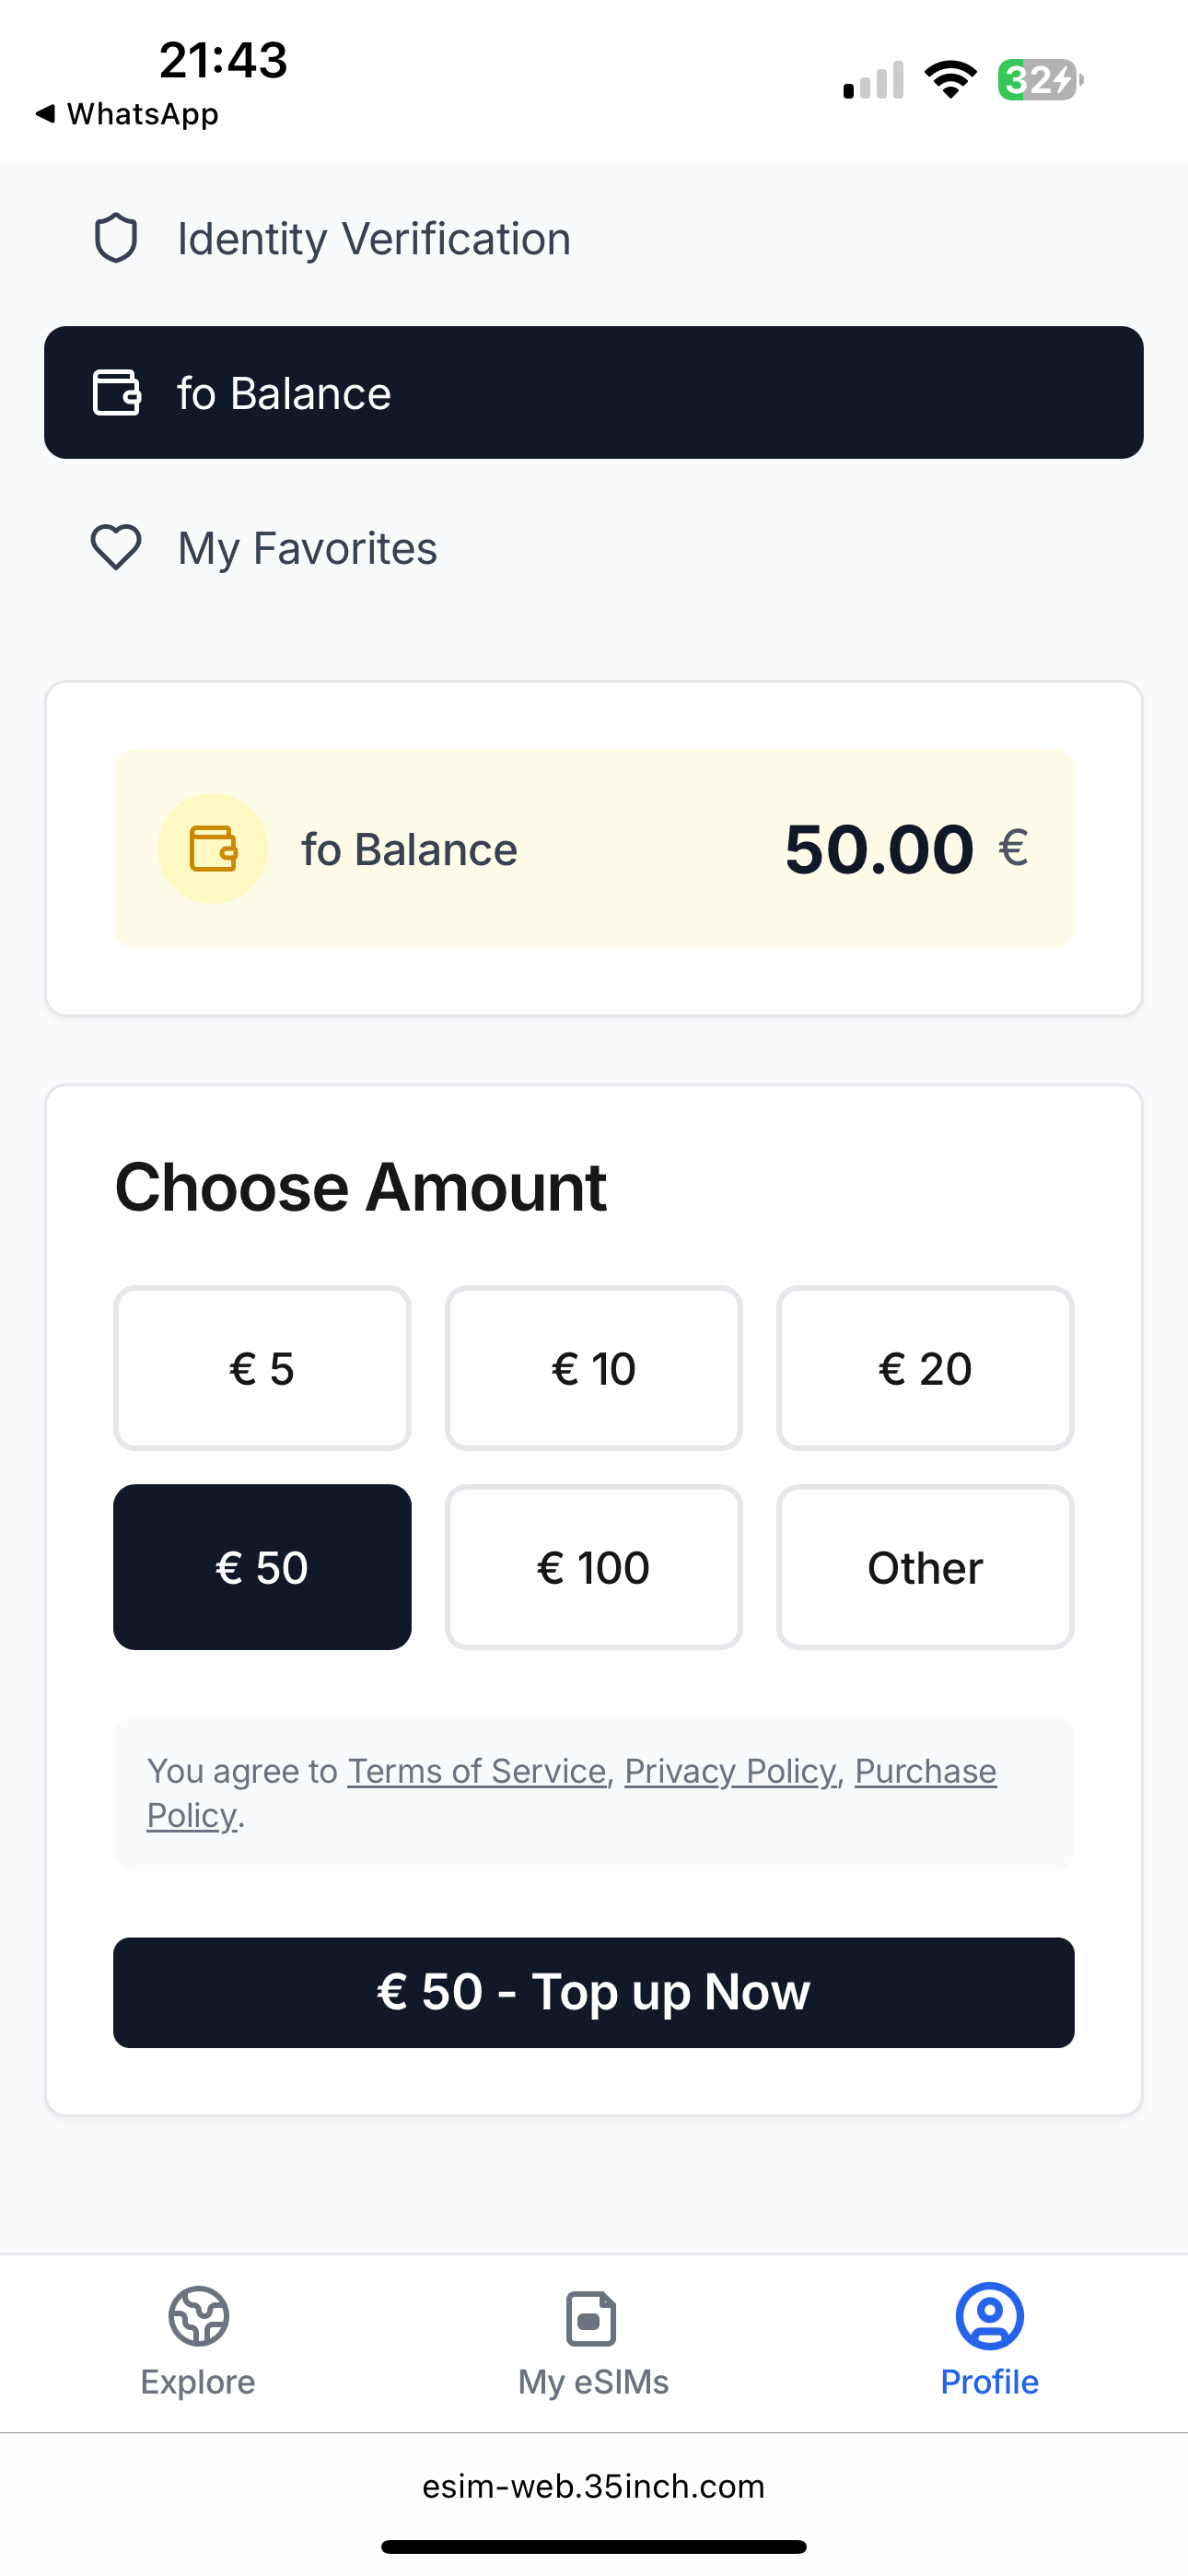 21:43
◀ WhatsApp
32
Identity Verification
fo Balance
My Favorites
fo Balance
50.00 €
Choose Amount
€ 5
€ 10
€ 20
€ 50
€ 100
Other
You agree to Terms of Service, Privacy Policy, Purchase
Policy.
€ 50 - Top up Now
Explore
My eSIMs
Profile
esim-web.35inch.com